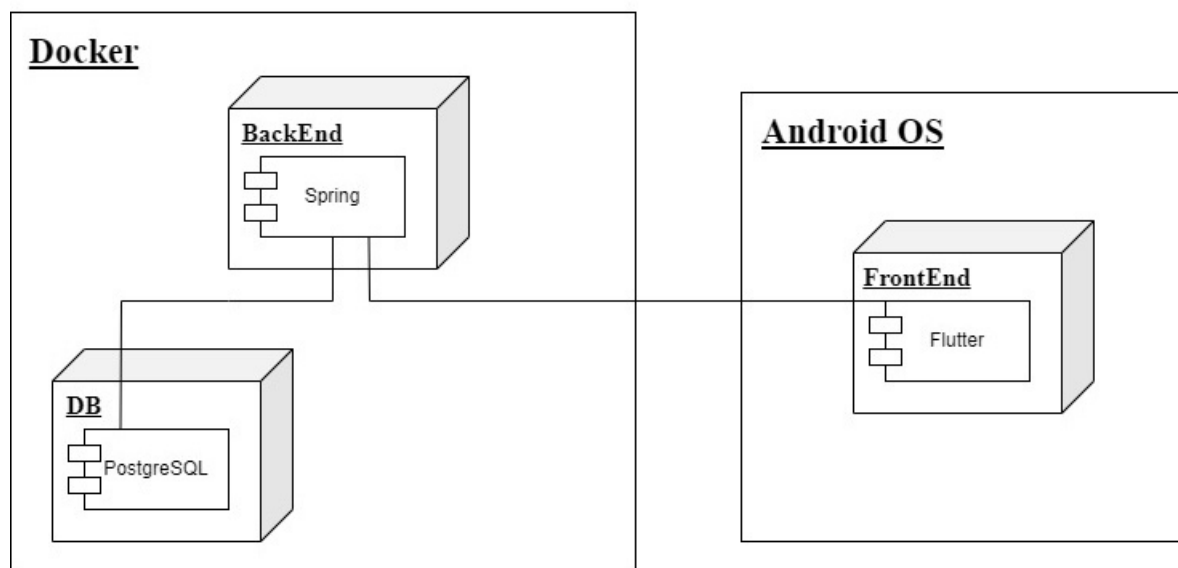 Docker
BackEnd
Spring
DB
PostgreSQL
Android OS
FrontEnd
Flutter